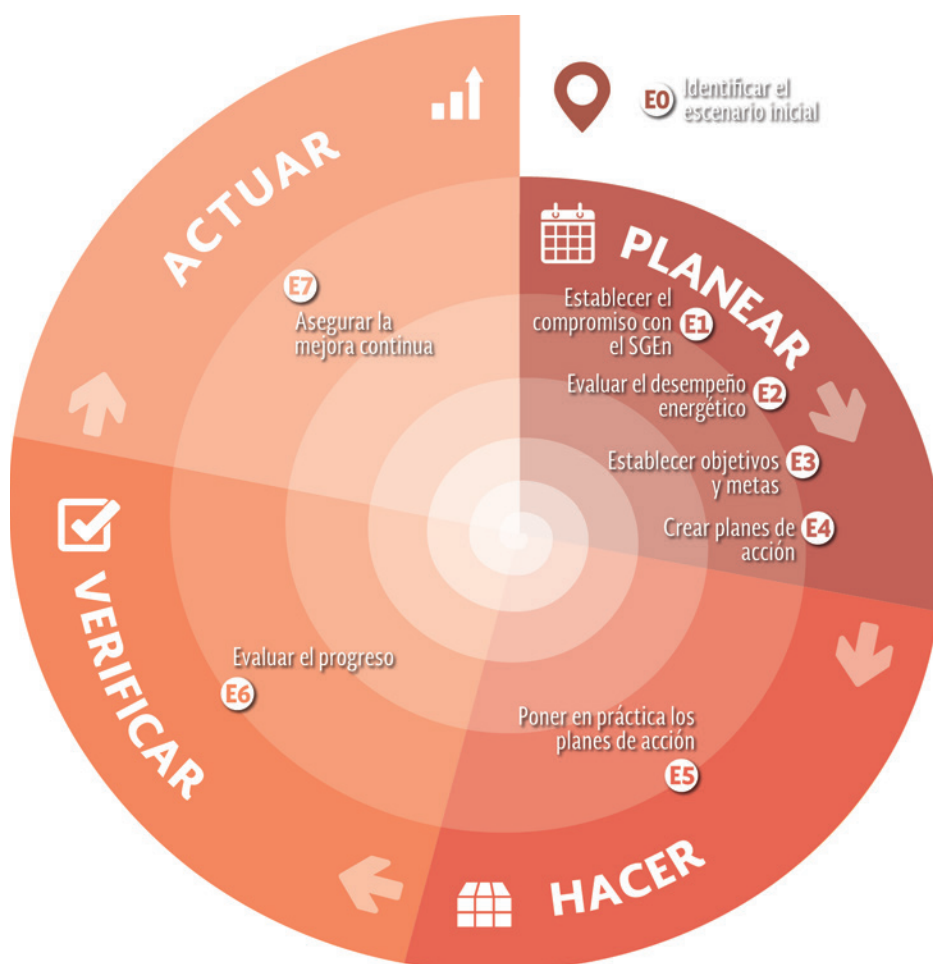 E0 Identificar el
escenario inicial
PLANEAR
Establecer el
compromiso con E1
el SGEn
Evaluar el desempeño E2
energético
Establecer objetivos E3
y metas
Crear planes de E4
acción
HACER
Poner en práctica los
planes de acción
E5
VERIFICAR
Evaluar el progreso
E6
ACTUAR
E7
Asegurar la
mejora continua